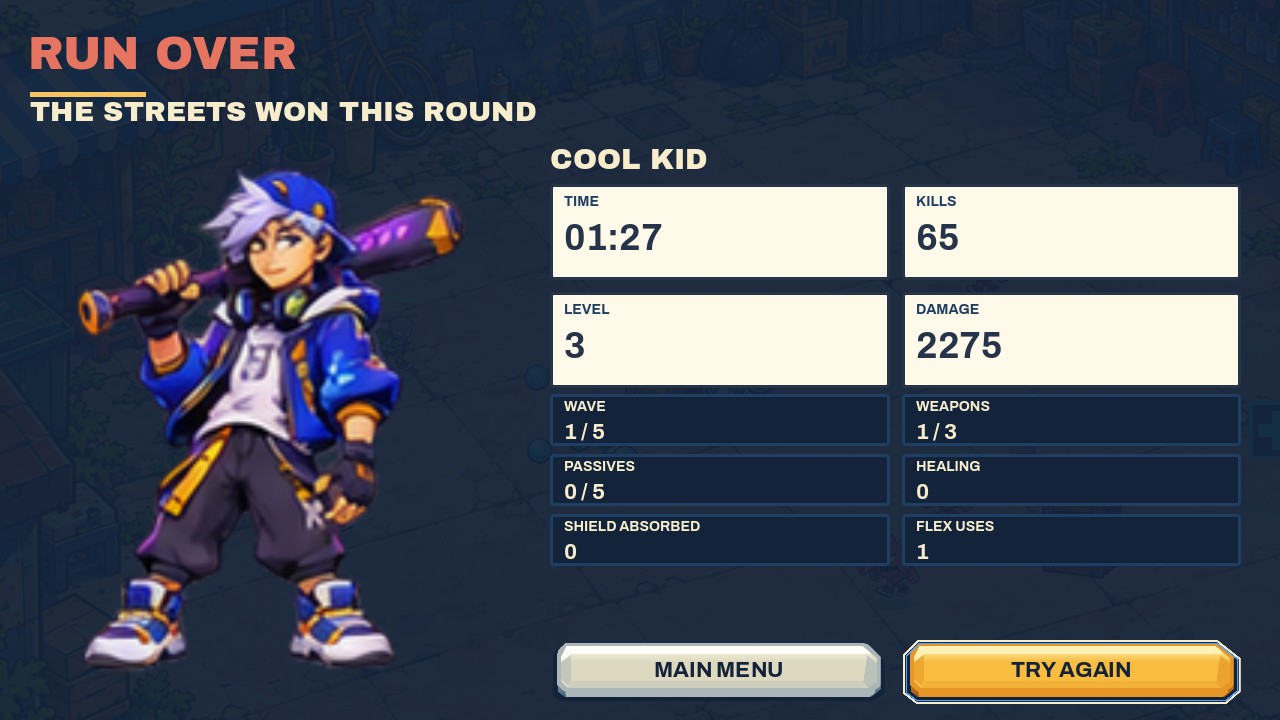 RUN OVER
THE STREETS WON THIS ROUND
COOL KID
TIME
01:27
KILLS
65
LEVEL
3
DAMAGE
2275
WAVE
1 / 5
WEAPONS
1 / 3
PASSIVES
0 / 5
HEALING
0
SHIELD ABSORBED
0
FLEX USES
1
MAIN MENU
TRY AGAIN